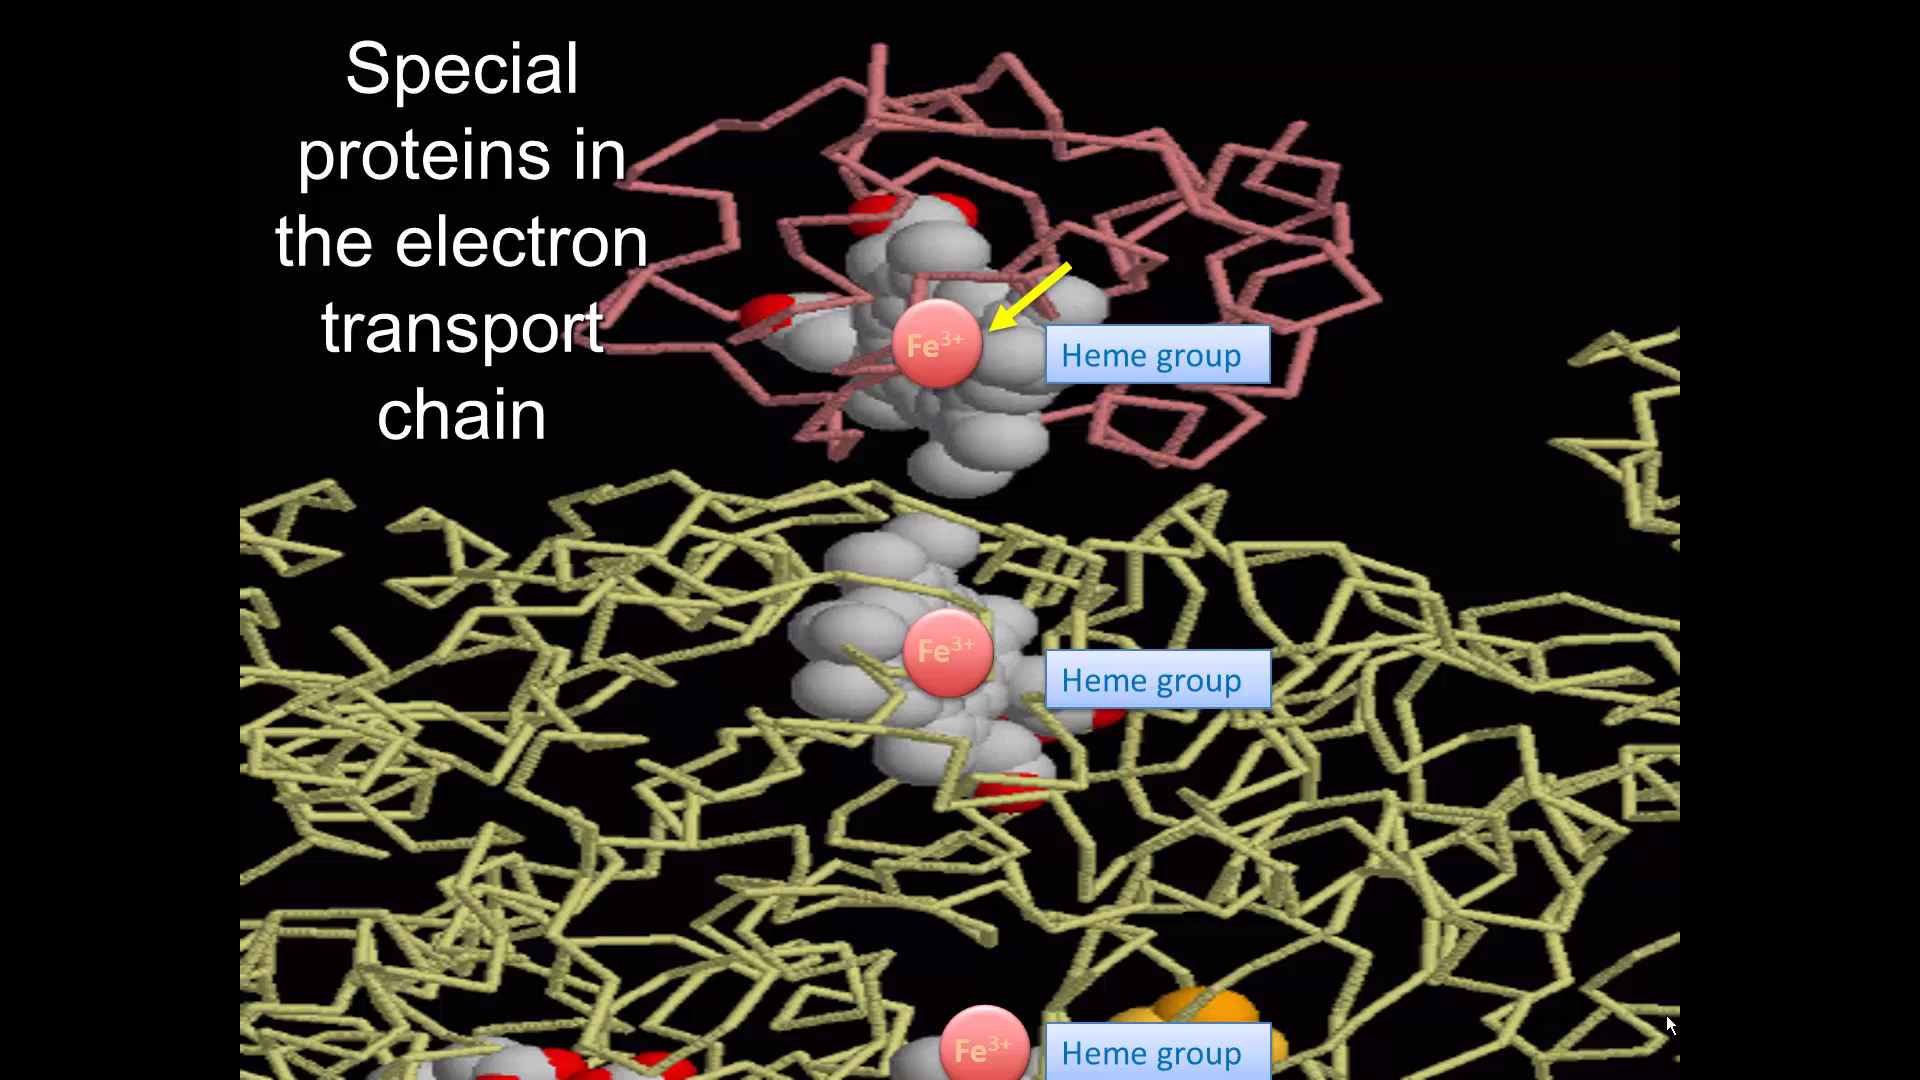 Special
proteins in
the electron
transport
chain
Fe³⁺
Heme group
Fe³⁺
Heme group
Fe³⁺
Heme group